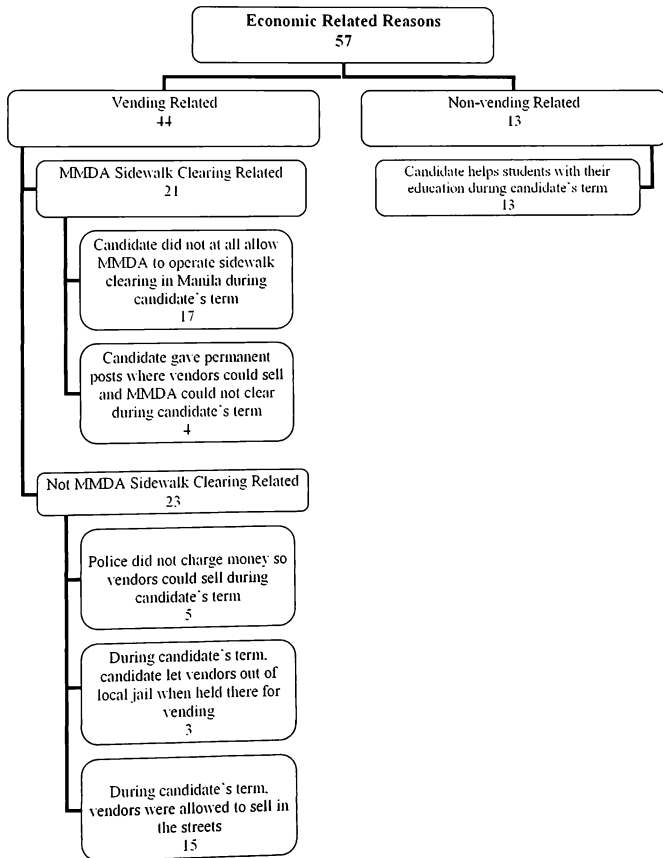 Economic Related Reasons
57
Vending Related
44
Non-vending Related
13
MMDA Sidewalk Clearing Related
21
Candidate helps students with their
education during candidate's term
13
Candidate did not at all allow
MMDA to operate sidewalk
clearing in Manila during
candidate's term
17
Candidate gave permanent
posts where vendors could sell
and MMDA could not clear
during candidate's term
4
Not MMDA Sidewalk Clearing Related
23
Police did not charge money so
vendors could sell during
candidate's term
5
During candidate's term,
candidate let vendors out of
local jail when held there for
vending
3
During candidate's term,
vendors were allowed to sell in
the streets
15